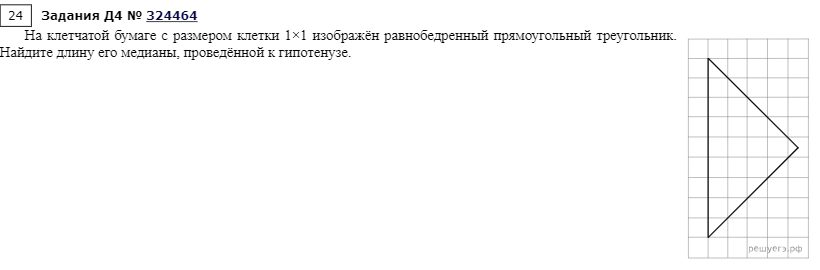 24 Задания Д4 № 324464
На клетчатой бумаге с размером клетки 1×1 изображён равнобедренный прямоугольный треугольник.
Найдите длину его медианы, проведённой к гипотенузе.
решуегэ.рф